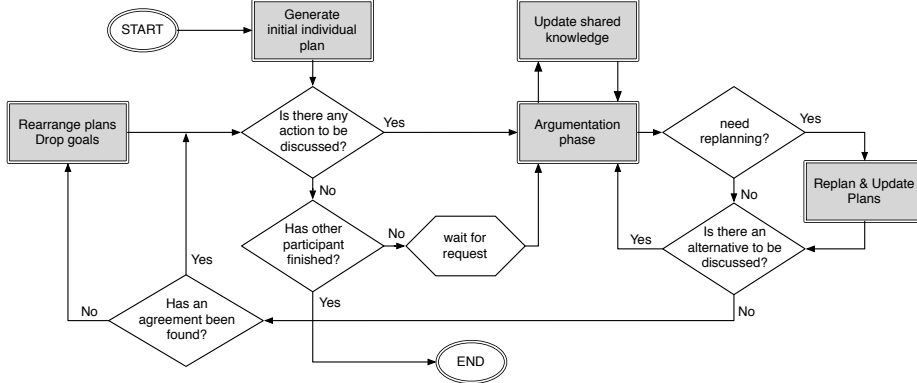 START
Generate
initial individual
plan
Update shared
knowledge
Rearrange plans
Drop goals
Is there any
action to be
discussed?
Yes
Argumentation
phase
need
replanning?
Yes
No
No
Replan & Update
Plans
Has other
participant
finished?
No
wait for
request
Yes
Is there an
alternative to be
discussed?
Yes
Yes
No
No
Has an
agreement been
found?
END